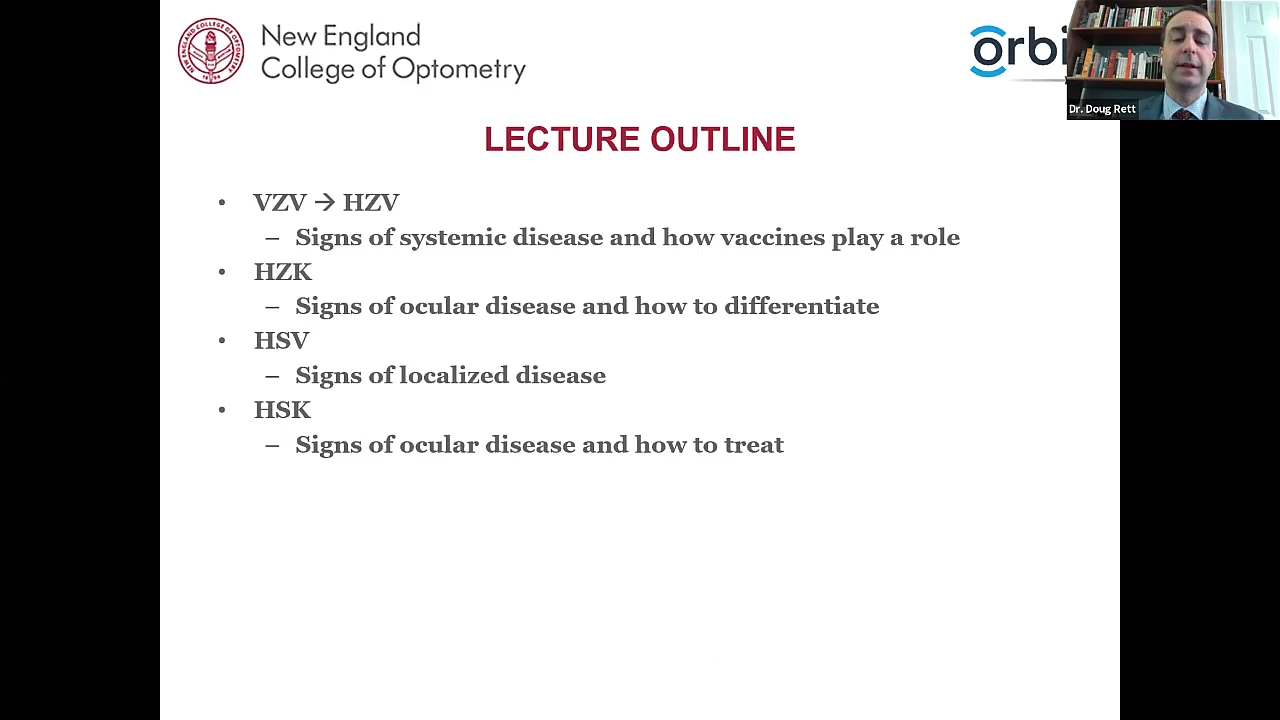 New England
College of Optometry
orbi
Dr. Doug Rett
LECTURE OUTLINE
• VZV → HZV
– Signs of systemic disease and how vaccines play a role
• HZK
– Signs of ocular disease and how to differentiate
• HSV
– Signs of localized disease
• HSK
– Signs of ocular disease and how to treat